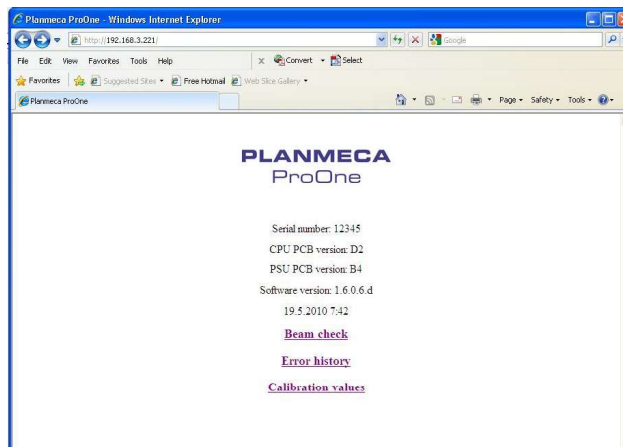 Planmeca ProOne - Windows Internet Explorer
http://192.168.3.221/
Google
File Edit View Favorites Tools Help
Convert Select
Favorites Suggested Sites Free Hotmail Web Slice Gallery
Planmeca ProOne
Page Safety Tools
PLANMECA
ProOne
Serial number: 12345
CPU PCB version: D2
PSU PCB version: B4
Software version: 1.6.0.6.d
19.5.2010 7:42
Beam check
Error history
Calibration values